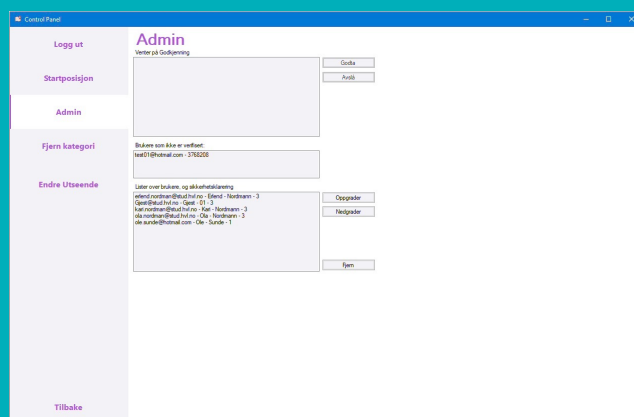 Control Panel
Logg ut
Startposisjon
Admin
Fjern kategori
Endre Utseende
Tilbake
Admin
Venter på Godkjenning
Godta
Avslå
Brukere som ikke er verifisert:
test01@hotmail.com - 3768208
Lister over brukere, og sikkerhetsklarering
erlend.nordman@stud.hvl.no - Erlend - Nordmann - 3
Gjest@stud.hvl.no - Gjest - 01 - 3
kari.nordman@stud.hvl.no - Kari - Nordmann - 3
ola.nordman@stud.hvl.no - Ola - Nordmann - 3
ole.sunde@hotmail.com - Ole - Sunde - 1
Oppgrader
Nedgrader
Fjern